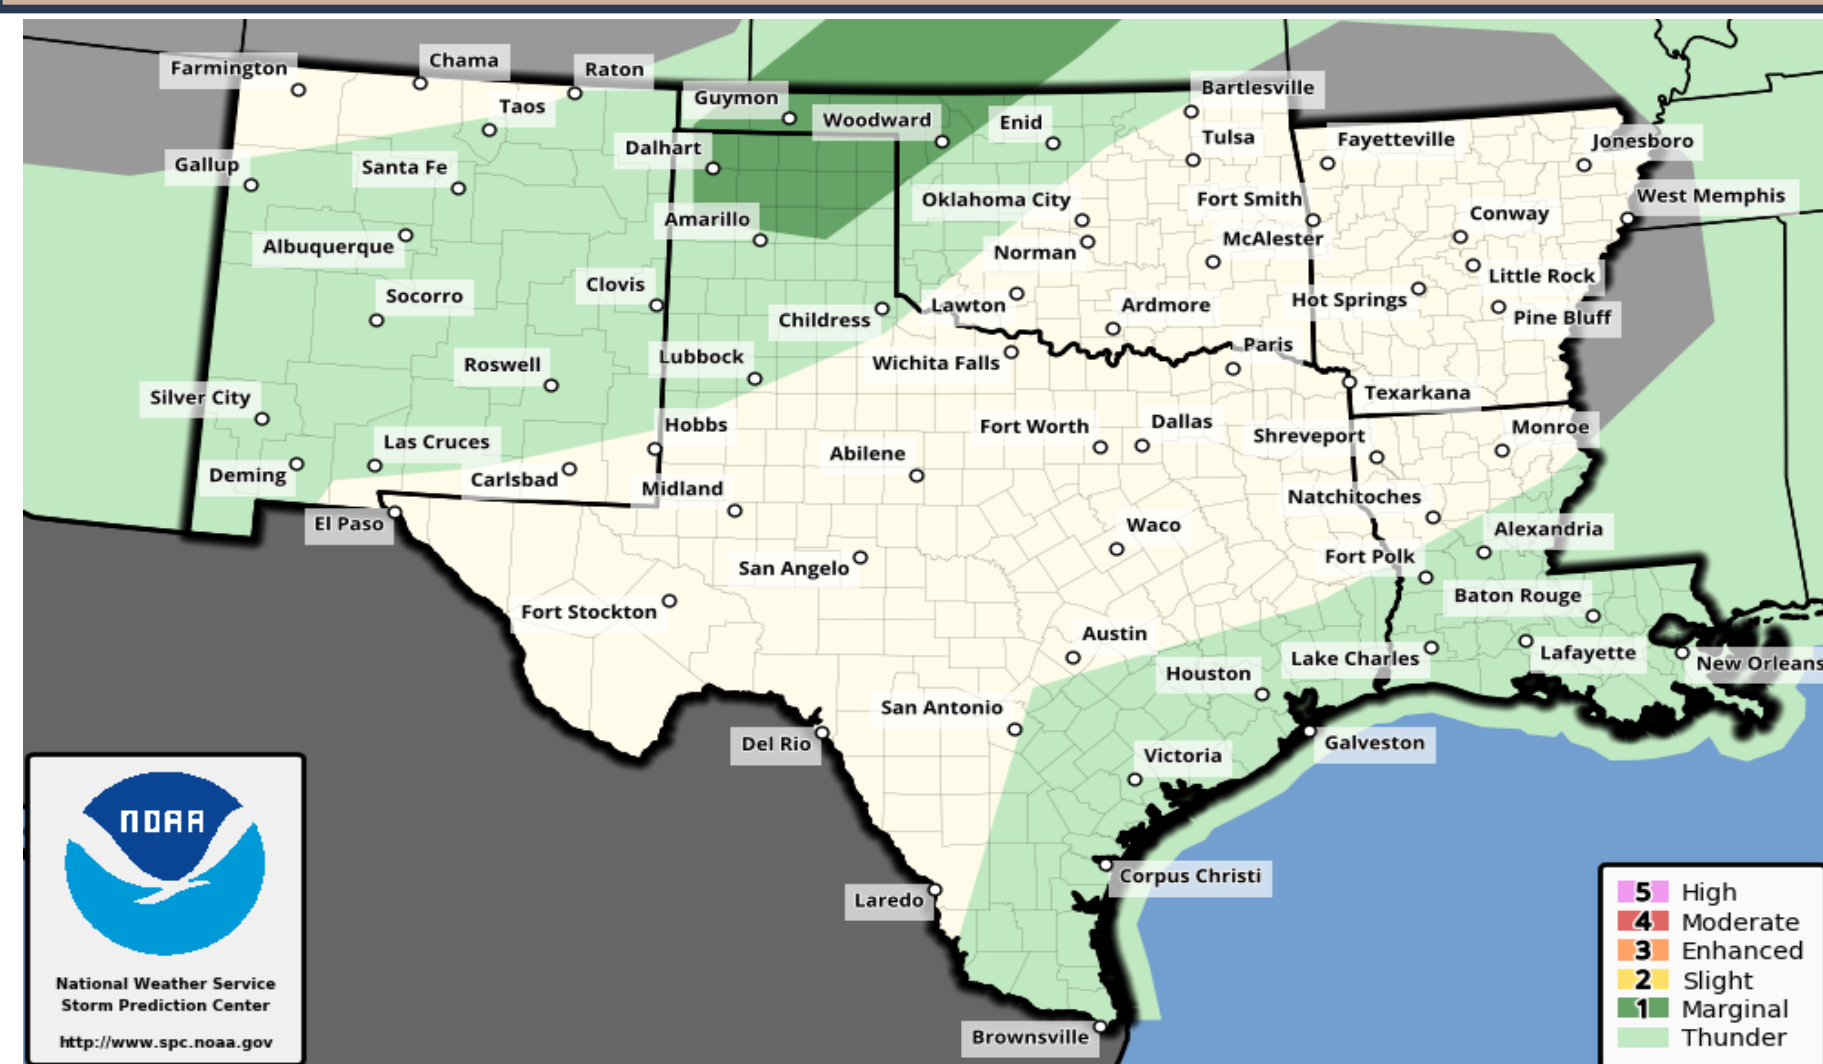 Farmington
Chama
Raton
Taos
Guymon
Woodward
Enid
Bartlesville
Tulsa
Fayetteville
Jonesboro
Gallup
Santa Fe
Dalhart
Oklahoma City
Fort Smith
Conway
West Memphis
Albuquerque
Amarillo
Norman
McAlester
Little Rock
Socorro
Clovis
Childress
Lawton
Ardmore
Hot Springs
Pine Bluff
Roswell
Lubbock
Wichita Falls
Paris
Texarkana
Silver City
Las Cruces
Hobbs
Abilene
Fort Worth
Dallas
Shreveport
Monroe
Deming
Carlsbad
Midland
Natchitoches
El Paso
San Angelo
Waco
Alexandria
Fort Polk
Fort Stockton
Austin
Baton Rouge
Houston
Lake Charles
Lafayette
New Orleans
San Antonio
Del Rio
Victoria
Galveston
Laredo
Corpus Christi
Brownsville
NOAA
National Weather Service
Storm Prediction Center
http://www.spc.noaa.gov
5 High
4 Moderate
3 Enhanced
2 Slight
1 Marginal
Thunder